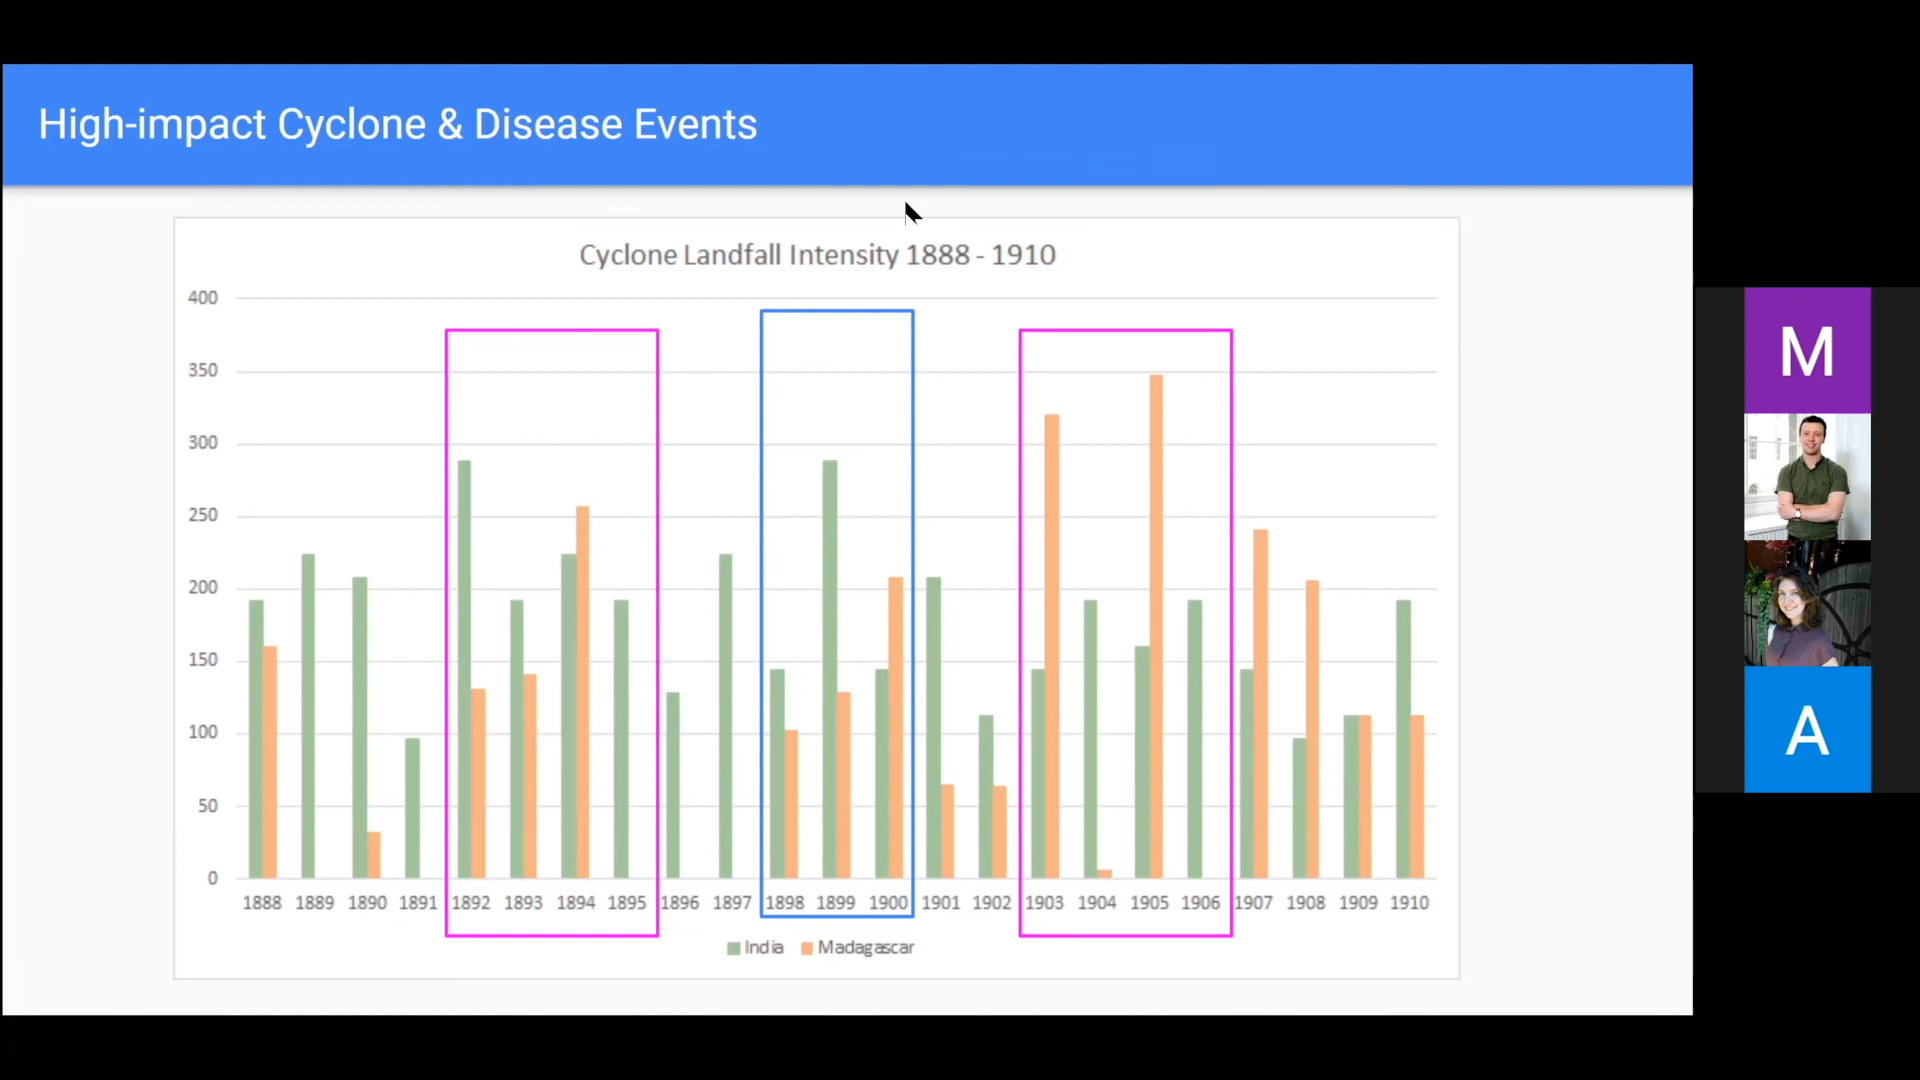 High-impact Cyclone & Disease Events
Cyclone Landfall Intensity 1888 - 1910
400
350
300
250
200
150
100
50
0
1888 1889 1890 1891 1892 1893 1894 1895 1896 1897 1898 1899 1900 1901 1902 1903 1904 1905 1906 1907 1908 1909 1910
India Madagascar
M
A